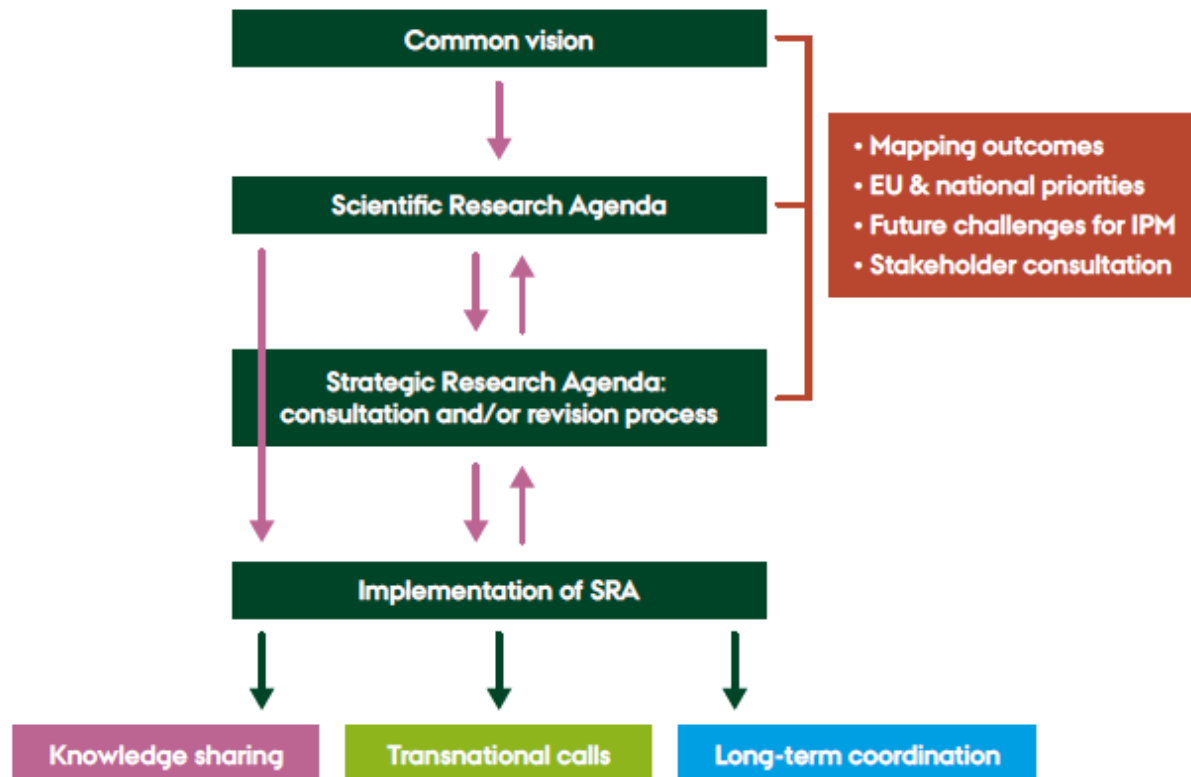 Common vision
Scientific Research Agenda
• Mapping outcomes
• EU & national priorities
• Future challenges for IPM
• Stakeholder consultation
Strategic Research Agenda:
consultation and/or revision process
Implementation of SRA
Knowledge sharing
Transnational calls
Long-term coordination